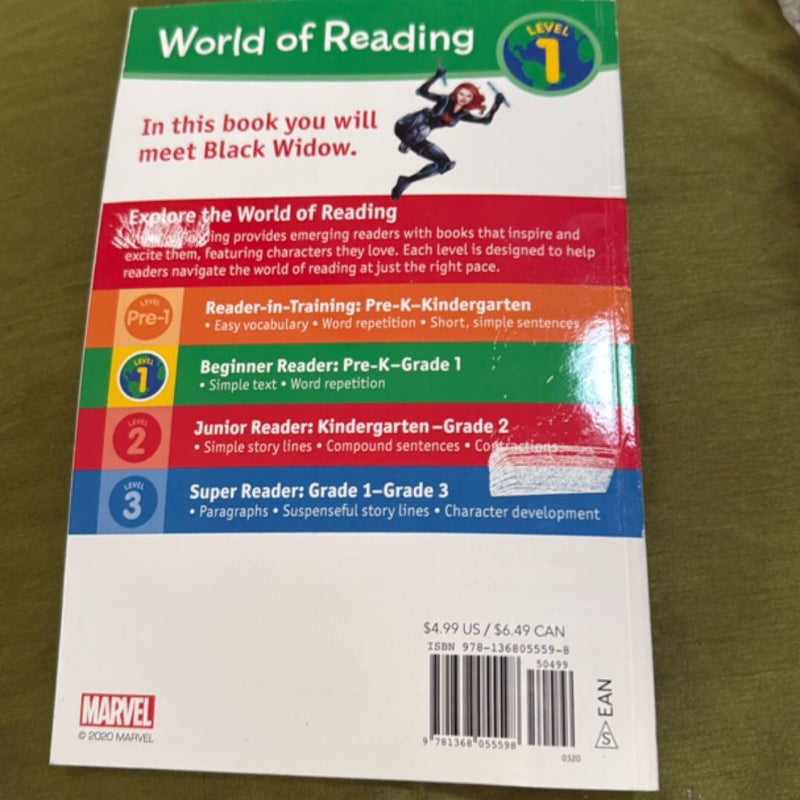 World of Reading
LEVEL 1
In this book you will
meet Black Widow.
Explore the World of Reading
provides emerging readers with books that inspire and
excite them, featuring characters they love. Each level is designed to help
readers navigate the world of reading at just the right pace.
LEVEL
Pre-1
Reader-in-Training: Pre-K–Kindergarten
• Easy vocabulary • Word repetition • Short, simple sentences
LEVEL
1
Beginner Reader: Pre-K–Grade 1
• Simple text • Word repetition
LEVEL
2
Junior Reader: Kindergarten–Grade 2
• Simple story lines • Compound sentences • Contractions
LEVEL
3
Super Reader: Grade 1–Grade 3
• Paragraphs • Suspenseful story lines • Character development
$4.99 US / $6.49 CAN
ISBN 978-136805559-8
50499
9 781368 055598
0320
S EAN
MARVEL
© 2020 MARVEL